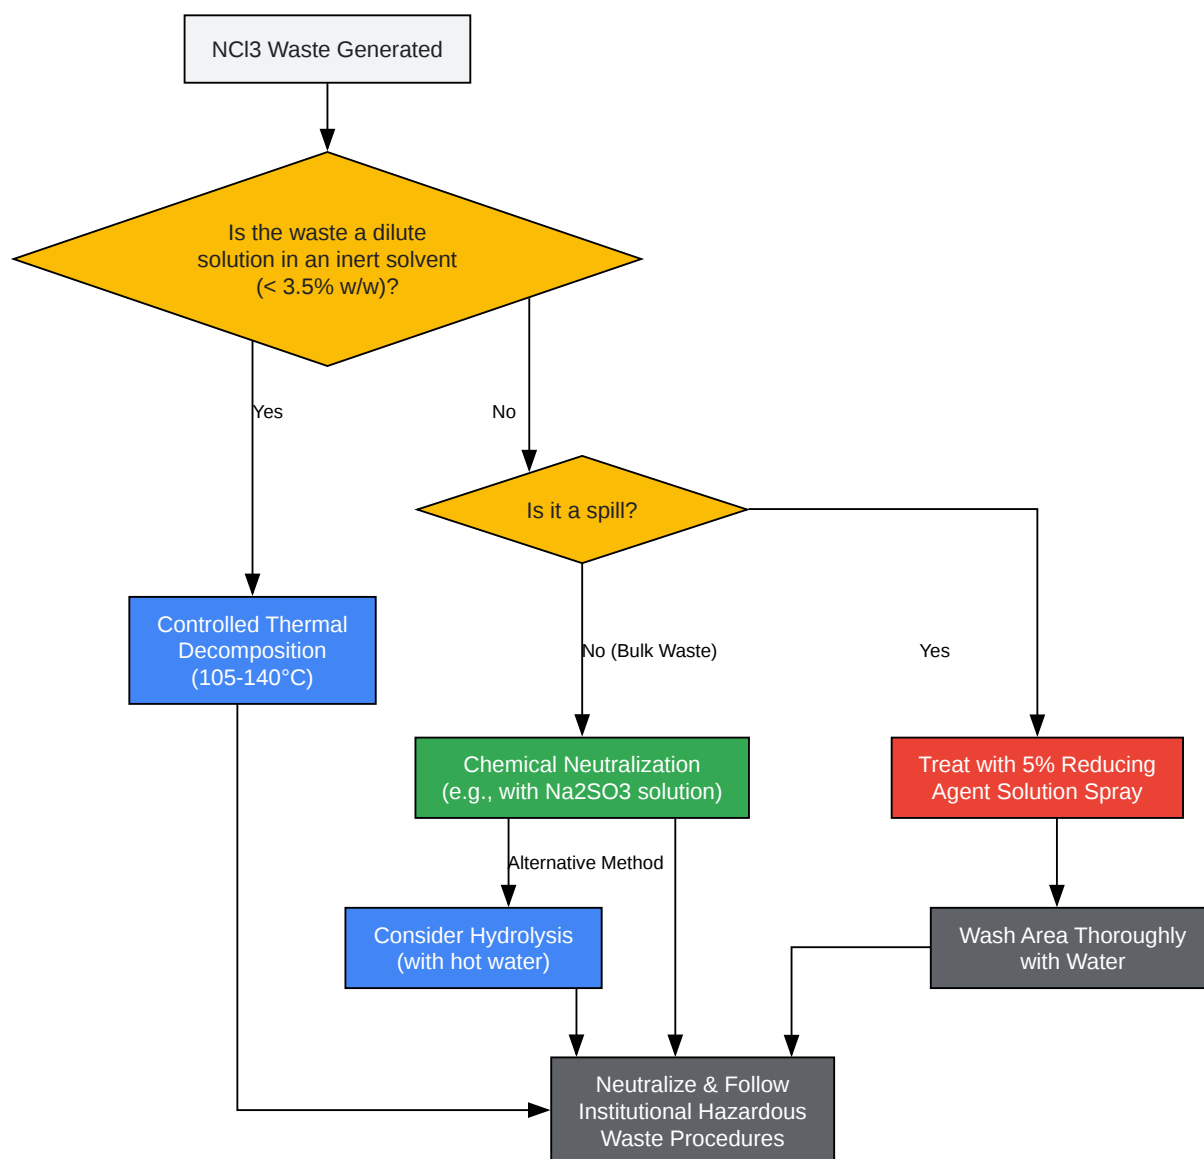 NCl3 Waste Generated
Is the waste a dilute
solution in an inert solvent
(< 3.5% w/w)?
Yes
No
Is it a spill?
Controlled Thermal
Decomposition
(105-140°C)
No (Bulk Waste)
Yes
Chemical Neutralization
(e.g., with Na2SO3 solution)
Treat with 5% Reducing
Agent Solution Spray
Alternative Method
Consider Hydrolysis
(with hot water)
Wash Area Thoroughly
with Water
Neutralize & Follow
Institutional Hazardous
Waste Procedures